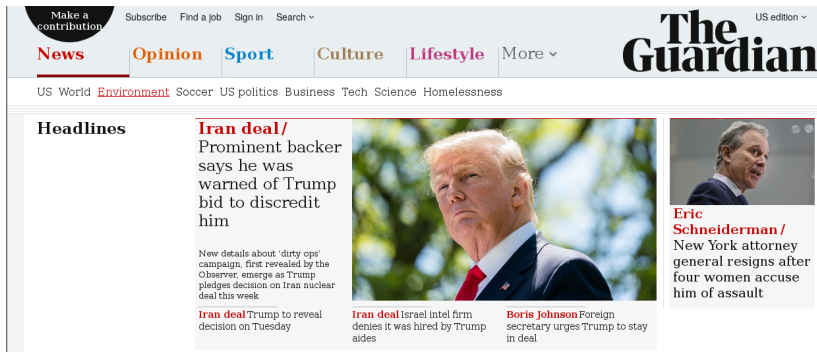 Make a
contribution
Subscribe Find a job Sign in Search
US edition
The
Guardian
News Opinion Sport Culture Lifestyle More
US World Environment Soccer US politics Business Tech Science Homelessness
Headlines
Iran deal/
Prominent backer
says he was
warned of Trump
bid to discredit
him
New details about ‘dirty ops’
campaign, first revealed by the
Observer, emerge as Trump
pledges decision on Iran nuclear
deal this week
Eric
Schneiderman/
New York attorney
general resigns after
four women accuse
him of assault
Iran deal Trump to reveal
decision on Tuesday
Iran deal Israel intel firm
denies it was hired by Trump
aides
Boris Johnson Foreign
secretary urges Trump to stay
in deal